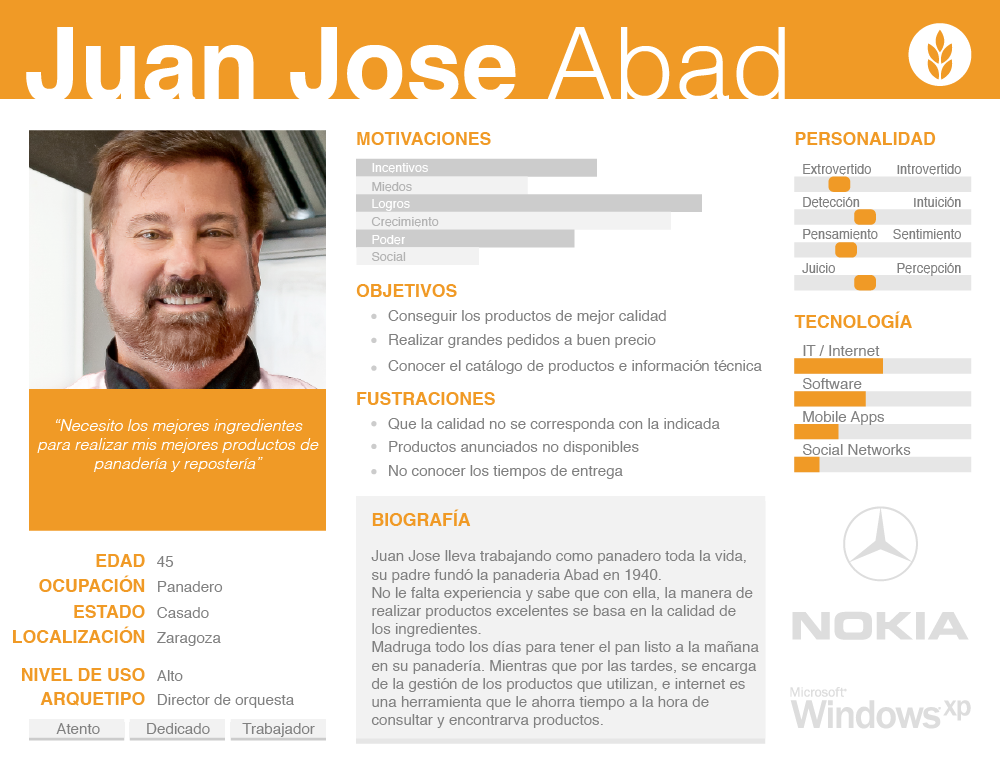 Juan Jose Abad
“Necesito los mejores ingredientes
para realizar mis mejores productos de
panadería y repostería”
EDAD 45
OCUPACIÓN Panadero
ESTADO Casado
LOCALIZACIÓN Zaragoza
NIVEL DE USO Alto
ARQUETIPO Director de orquesta
Atento Dedicado Trabajador
MOTIVACIONES
Incentivos
Miedos
Logros
Crecimiento
Poder
Social
OBJETIVOS
Conseguir los productos de mejor calidad
Realizar grandes pedidos a buen precio
Conocer el catálogo de productos e información técnica
FUSTRACIONES
Que la calidad no se corresponda con la indicada
Productos anunciados no disponibles
No conocer los tiempos de entrega
BIOGRAFÍA
Juan Jose lleva trabajando como panadero toda la vida,
su padre fundó la panaderia Abad en 1940.
No le falta experiencia y sabe que con ella, la manera de
realizar productos excelentes se basa en la calidad de
los ingredientes.
Madruga todo los días para tener el pan listo a la mañana
en su panadería. Mientras que por las tardes, se encarga
de la gestión de los productos que utilizan, e internet es
una herramienta que le ahorra tiempo a la hora de
consultar y encontrarva productos.
PERSONALIDAD
Extrovertido Introvertido
Detección Intuición
Pensamiento Sentimiento
Juicio Percepción
TECNOLOGÍA
IT / Internet
Software
Mobile Apps
Social Networks
NOKIA
Microsoft
Windows xp